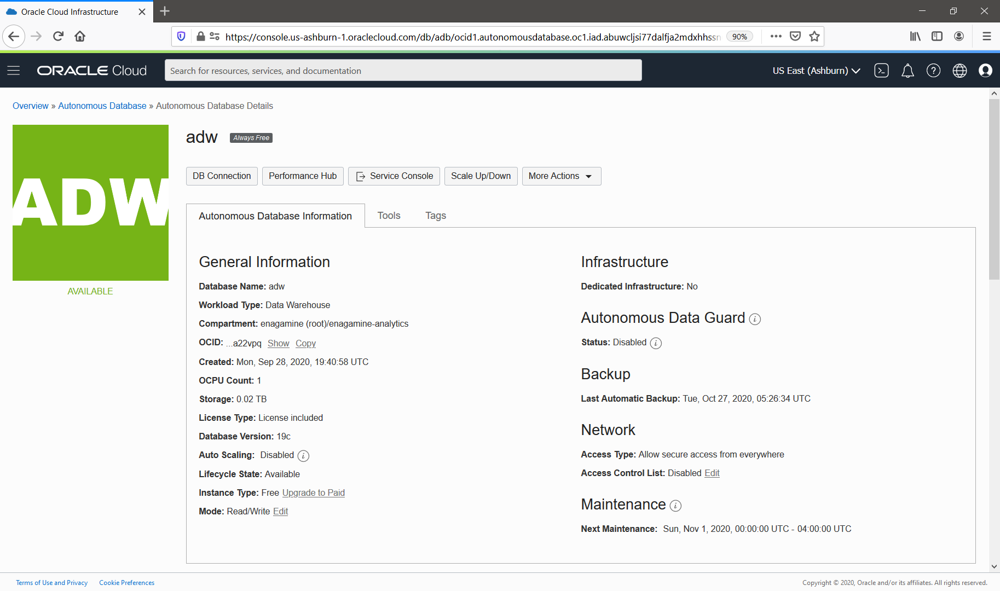 Oracle Cloud Infrastructure
https://console.us-ashburn-1.oraclecloud.com/db/adb/ocid1.autonomousdatabase.oc1.iad.abuwcljsi77dalfja2mdxhhssn
90%
ORACLE Cloud
Search for resources, services, and documentation
US East (Ashburn)
Overview » Autonomous Database » Autonomous Database Details
ADW
AVAILABLE
adw Always Free
DB Connection Performance Hub Service Console Scale Up/Down More Actions
Autonomous Database Information Tools Tags
General Information
Database Name: adw
Workload Type: Data Warehouse
Compartment: enagamine (root)/enagamine-analytics
OCID: ...a22vpq Show Copy
Created: Mon, Sep 28, 2020, 19:40:58 UTC
OCPU Count: 1
Storage: 0.02 TB
License Type: License included
Database Version: 19c
Auto Scaling: Disabled
Lifecycle State: Available
Instance Type: Free Upgrade to Paid
Mode: Read/Write Edit
Infrastructure
Dedicated Infrastructure: No
Autonomous Data Guard
Status: Disabled
Backup
Last Automatic Backup: Tue, Oct 27, 2020, 05:26:34 UTC
Network
Access Type: Allow secure access from everywhere
Access Control List: Disabled Edit
Maintenance
Next Maintenance: Sun, Nov 1, 2020, 00:00:00 UTC - 04:00:00 UTC
Terms of Use and Privacy Cookie Preferences
Copyright © 2020, Oracle and/or its affiliates. All rights reserved.